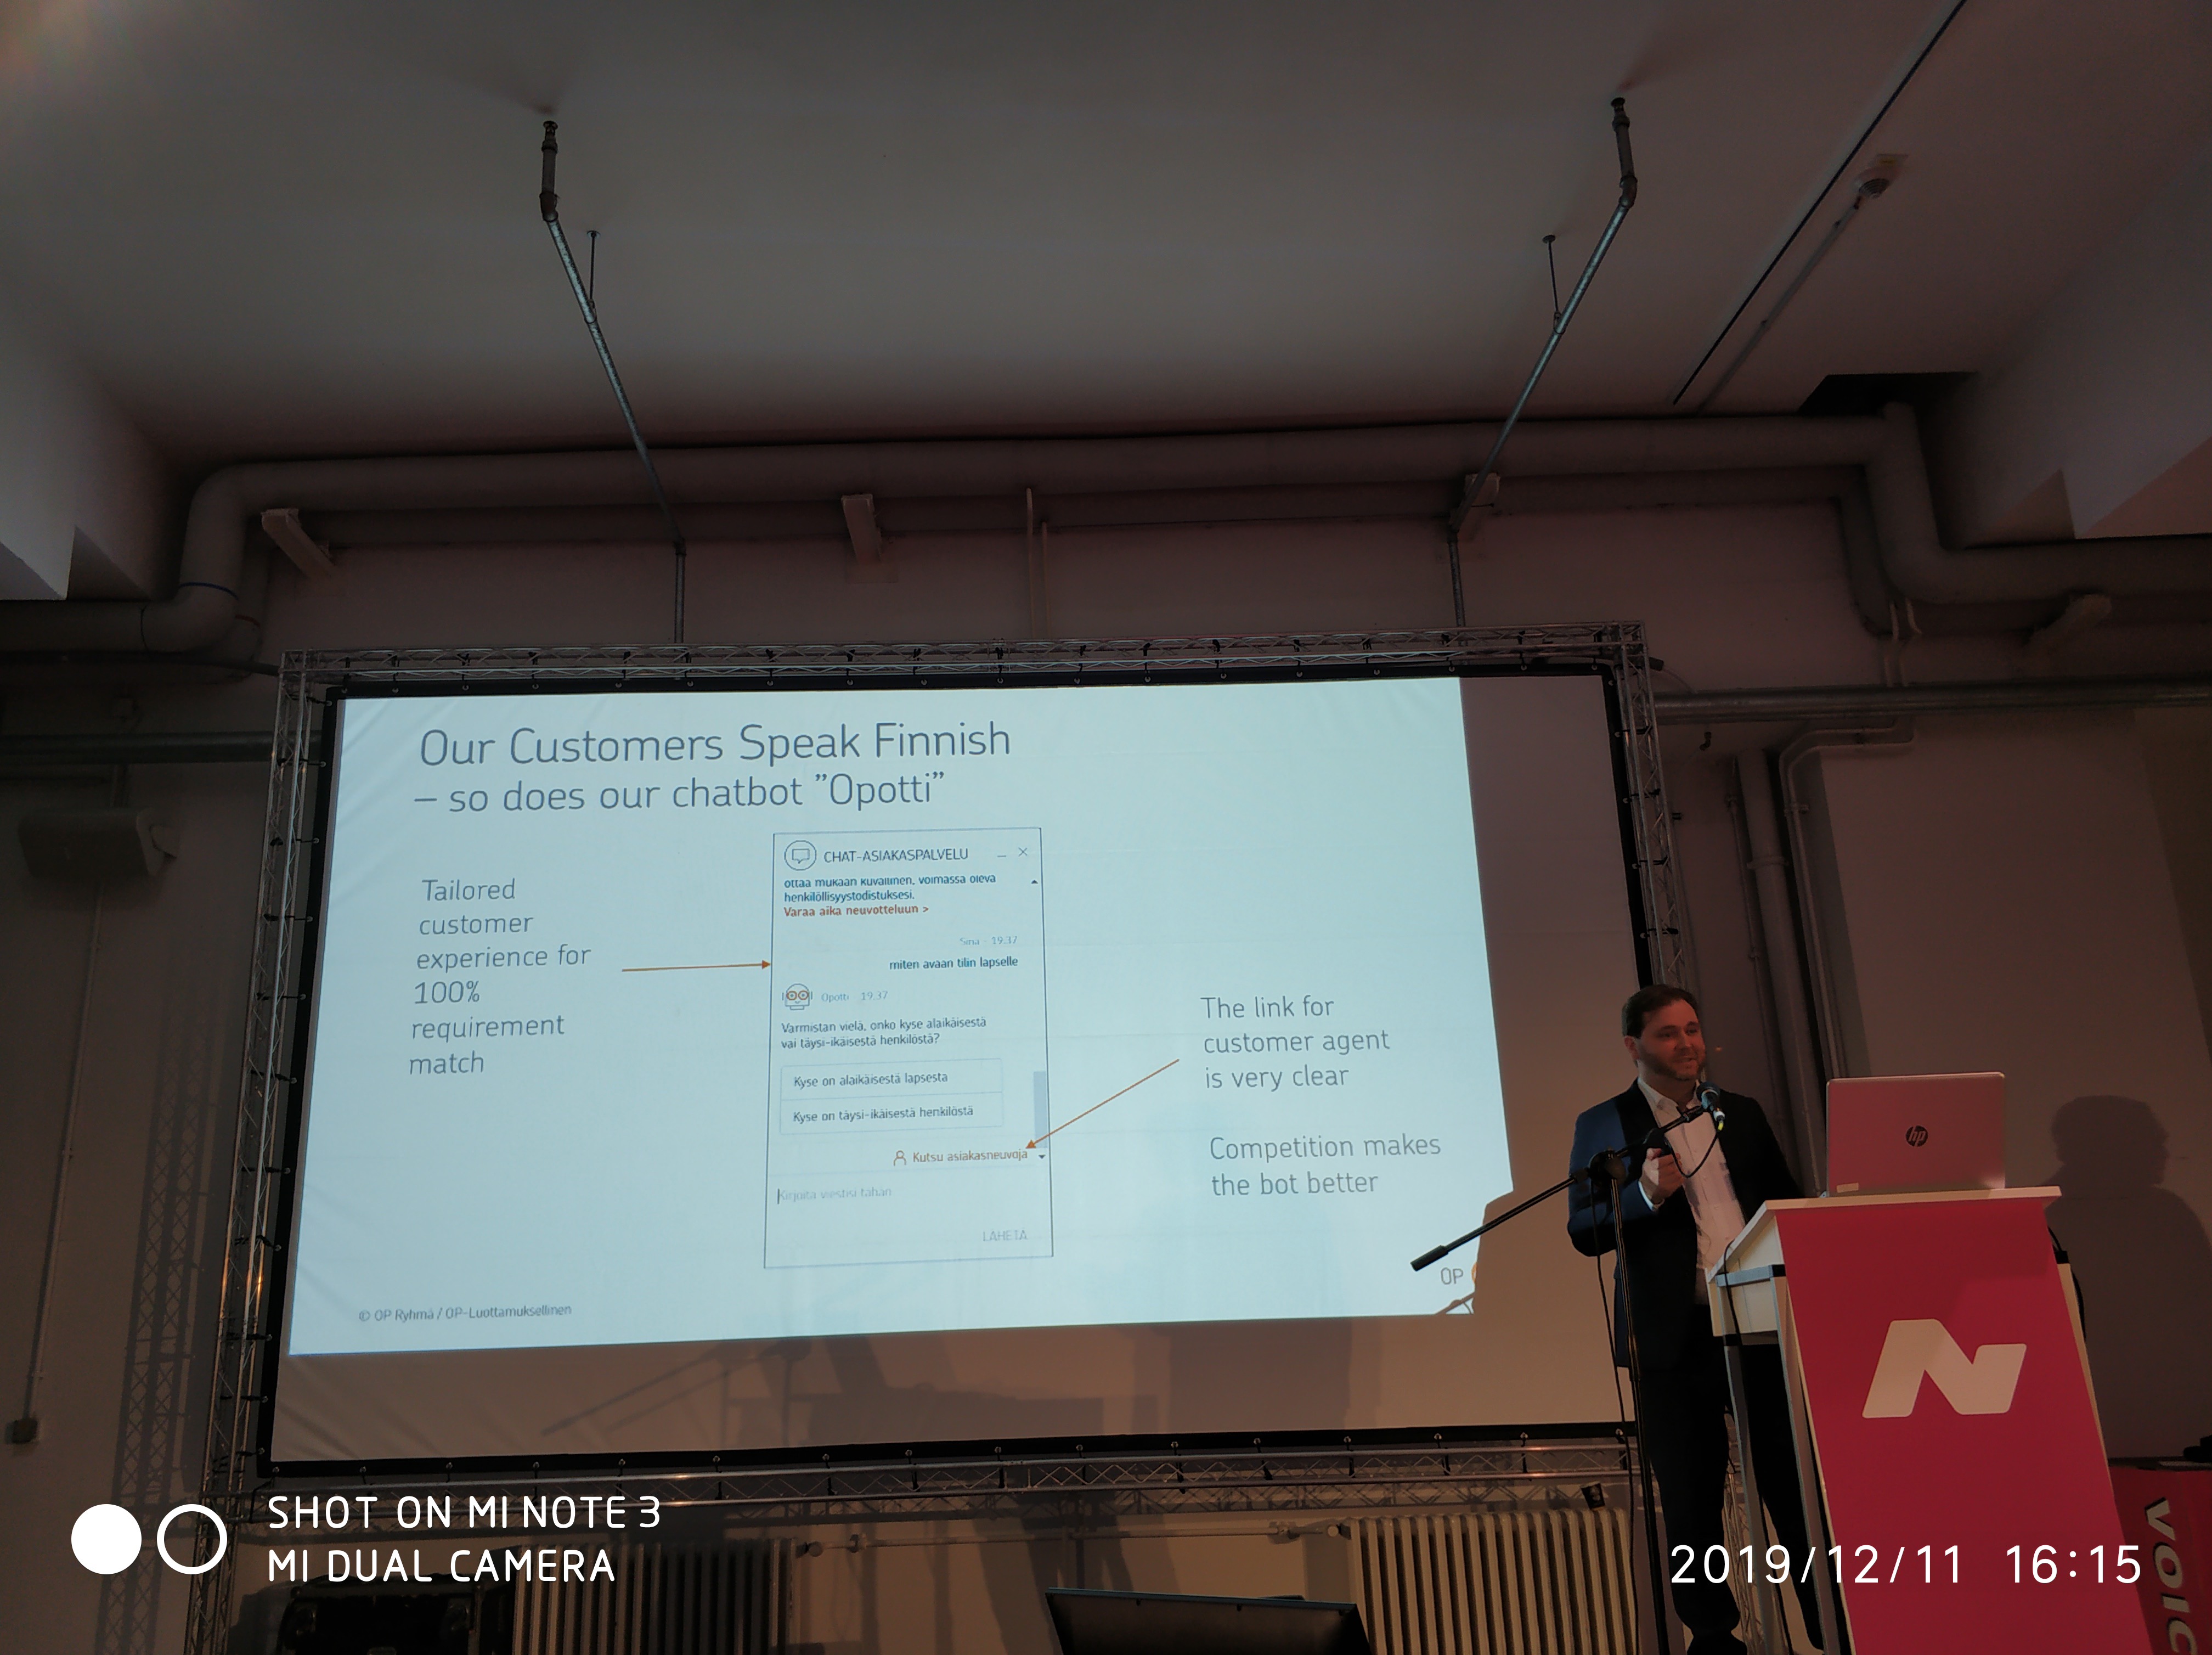 Our Customers Speak Finnish
– so does our chatbot ”Opotti”
Tailored
customer
experience for
100%
requirement
match
CHAT-ASIAKASPALVELU
ottaa mukaan kuvallinen, voimassa oleva
henkilöllisyystodistuksesi.
Varaa aika neuvotteluun >
Sinä · 19.37
miten avaan tilin lapselle
Opotti · 19.37
Varmistan vielä, onko kyse alaikäisestä
vai täysi-ikäisestä henkilöstä?
Kyse on alaikäisestä lapsesta
Kyse on täysi-ikäisestä henkilöstä
Kutsu asiakasneuvoja
Kirjoita viestisi tähän
LÄHETÄ
The link for
customer agent
is very clear
Competition makes
the bot better
© OP Ryhmä / OP-Luottamuksellinen
OP
hp
N
VOIC
SHOT ON MI NOTE 3
MI DUAL CAMERA
2019/12/11 16:15